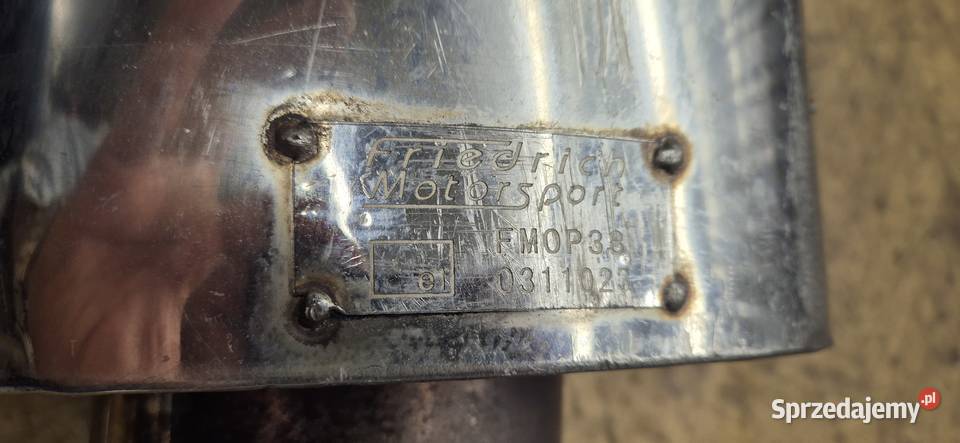 Friedrich
Motorsport
FMOP38
e1 0311023
Sprzedajemy.pl